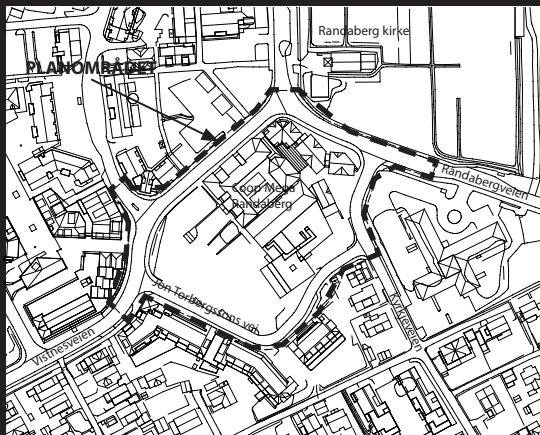 Randaberg kirke
PLANOMRÅDET
Randabergveien
Coop Mega
Randaberg
Jon Torbergssons vei
Kyrkjeveien
Vistnesveien